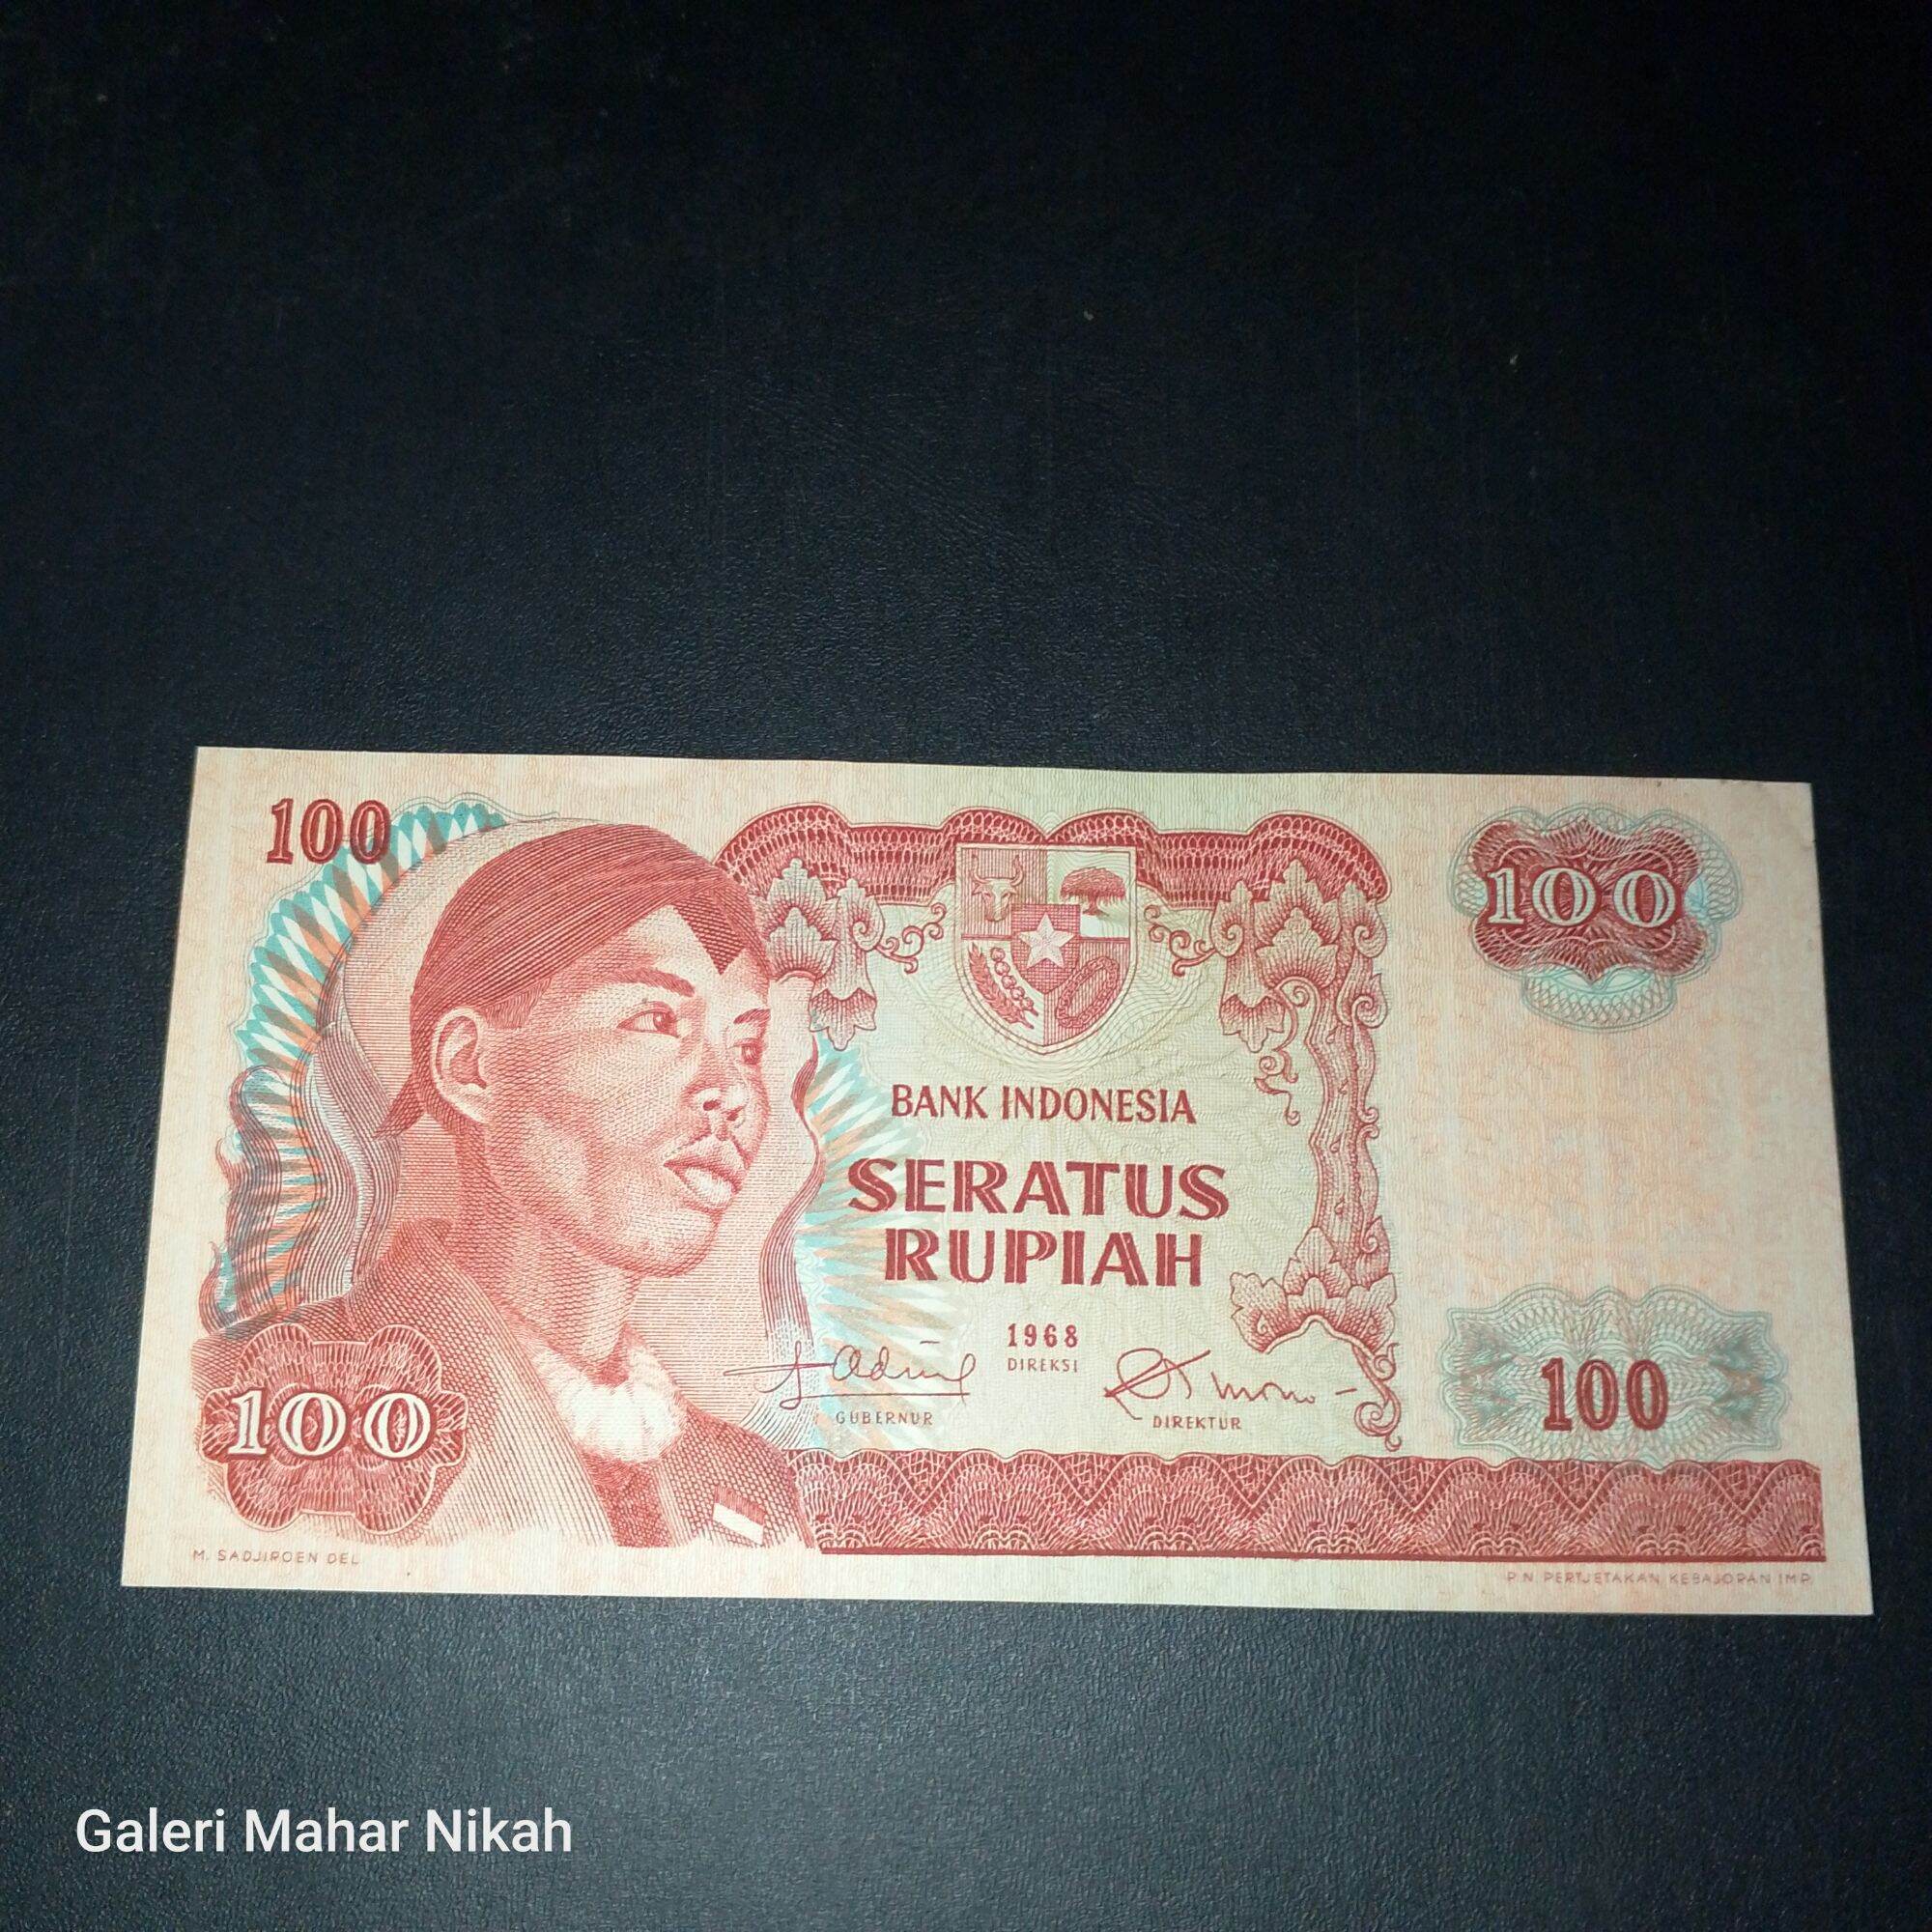 100
100
BANK INDONESIA
SERATUS
RUPIAH
1968
DIREKSI
GUBERNUR
DIREKTUR
100
100
M. SADJIROEN DEL
P.N. PERTJETAKAN KEBAJORAN IMP.
Galeri Mahar Nikah